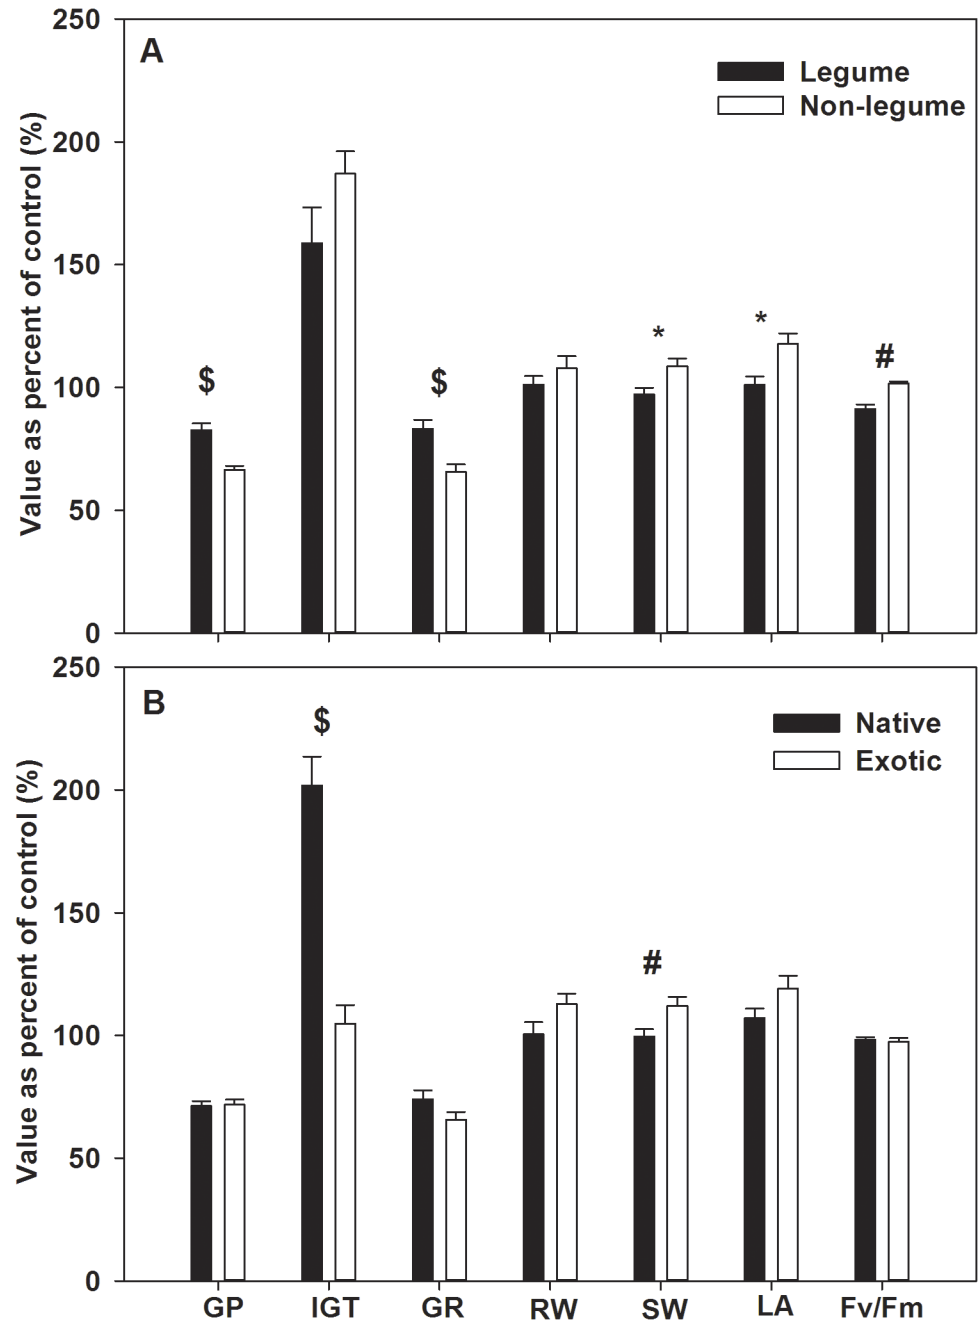 250
A
Legume
Non-legume
200
150
100
50
0
Value as percent of control (%)
$
$
*
*
#
250
B
Native
Exotic
200
150
100
50
0
Value as percent of control (%)
$
#
GP IGT GR RW SW LA Fv/Fm